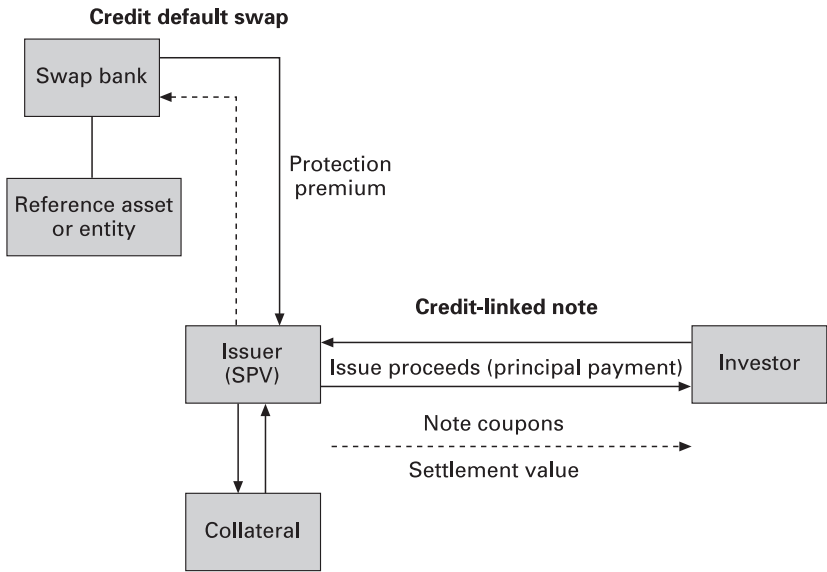 Credit default swap
Swap bank
Reference asset
or entity
Protection
premium
Credit-linked note
Issuer
(SPV)
Issue proceeds (principal payment)
Investor
Note coupons
Settlement value
Collateral